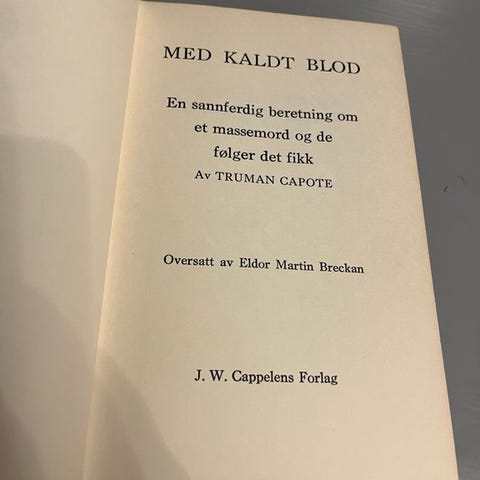 MED KALDT BLOD
En sannferdig beretning om
et massemord og de
følger det fikk
Av TRUMAN CAPOTE
Oversatt av Eldor Martin Breckan
J. W. Cappelens Forlag